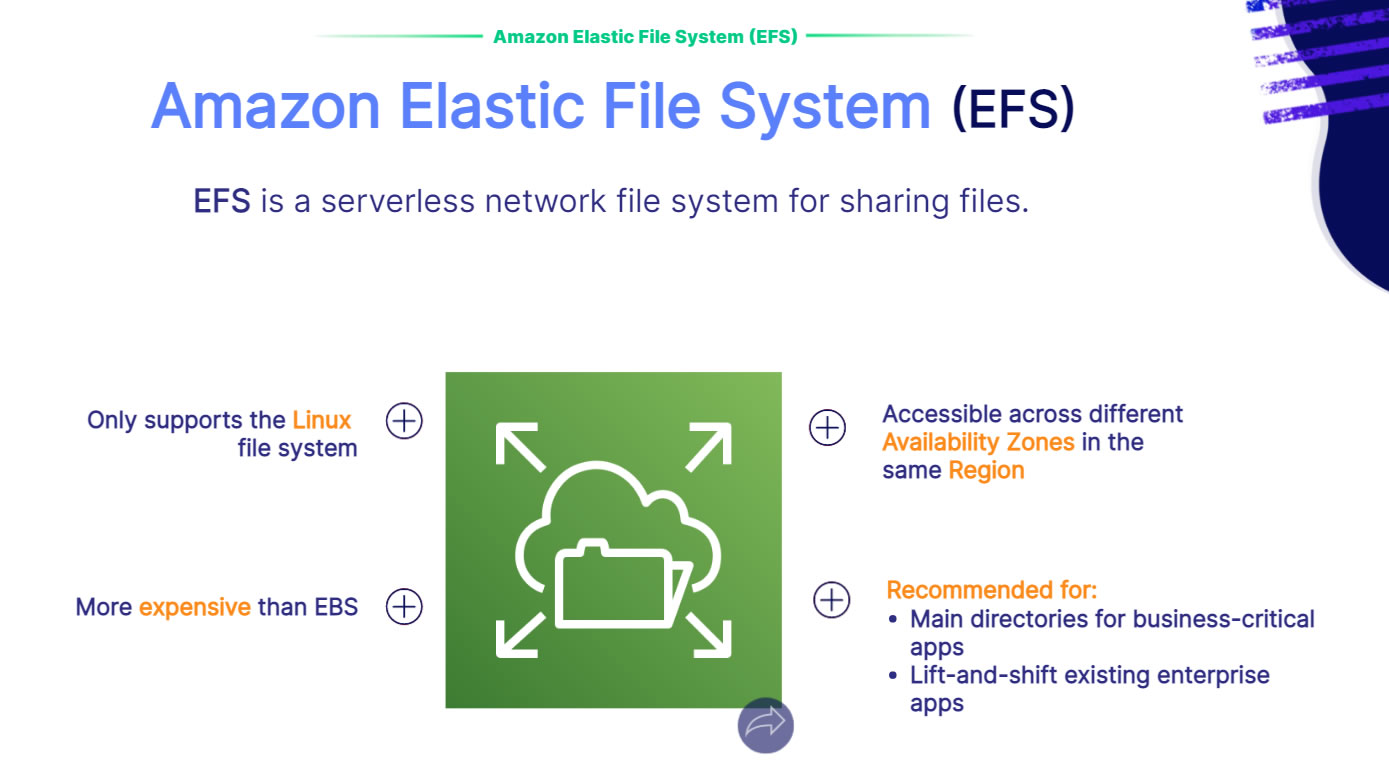 Amazon Elastic File System (EFS)
Amazon Elastic File System (EFS)
EFS is a serverless network file system for sharing files.
Only supports the Linux
file system
More expensive than EBS
Accessible across different
Availability Zones in the
same Region
Recommended for:
• Main directories for business-critical
apps
• Lift-and-shift existing enterprise
apps